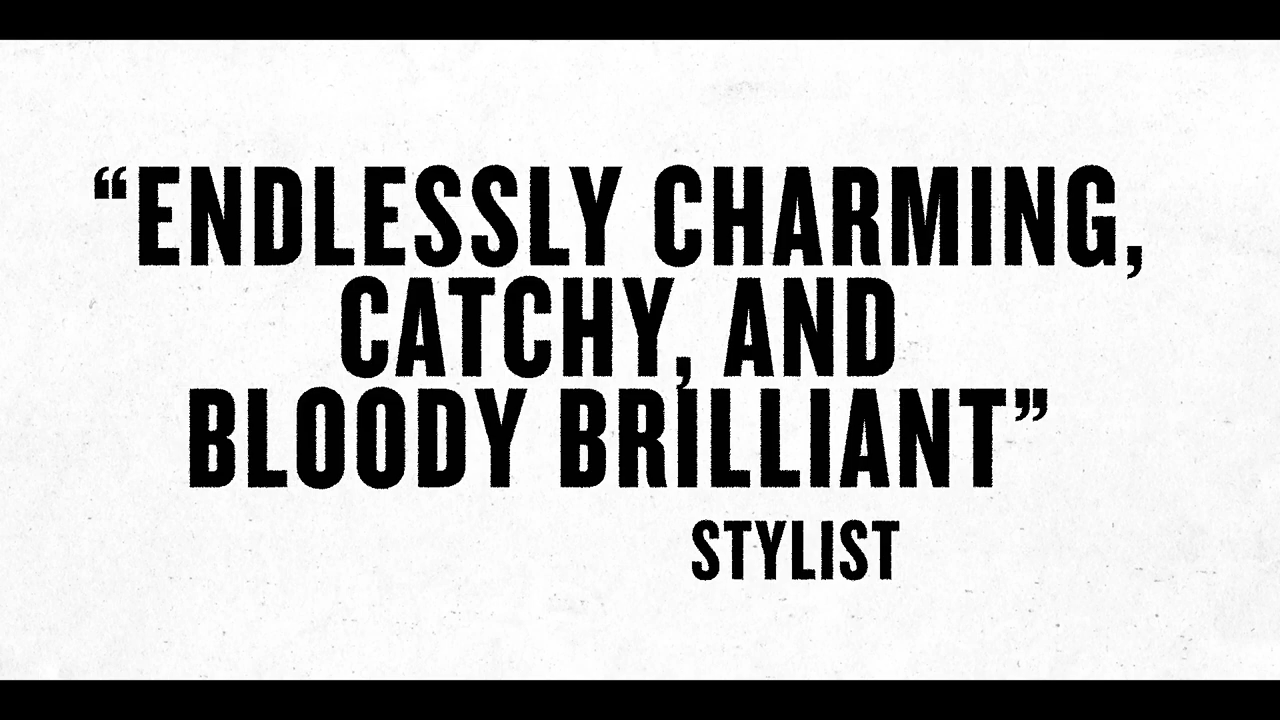 “ENDLESSLY CHARMING,
CATCHY, AND
BLOODY BRILLIANT”
STYLIST